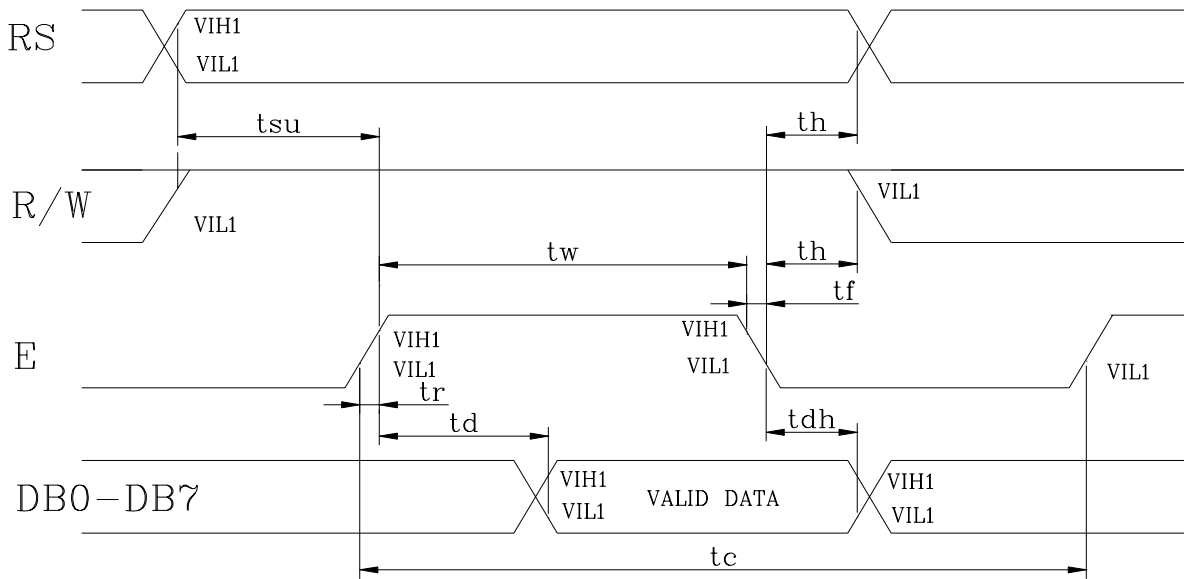 RS
VIH1
VIL1
tsu
th
R/W
VIL1
VIL1
tw
th
tf
E
VIH1
VIL1
VIH1
VIL1
VIL1
tr
td
tdh
DB0-DB7
VIH1
VIL1
VALID DATA
VIH1
VIL1
tc